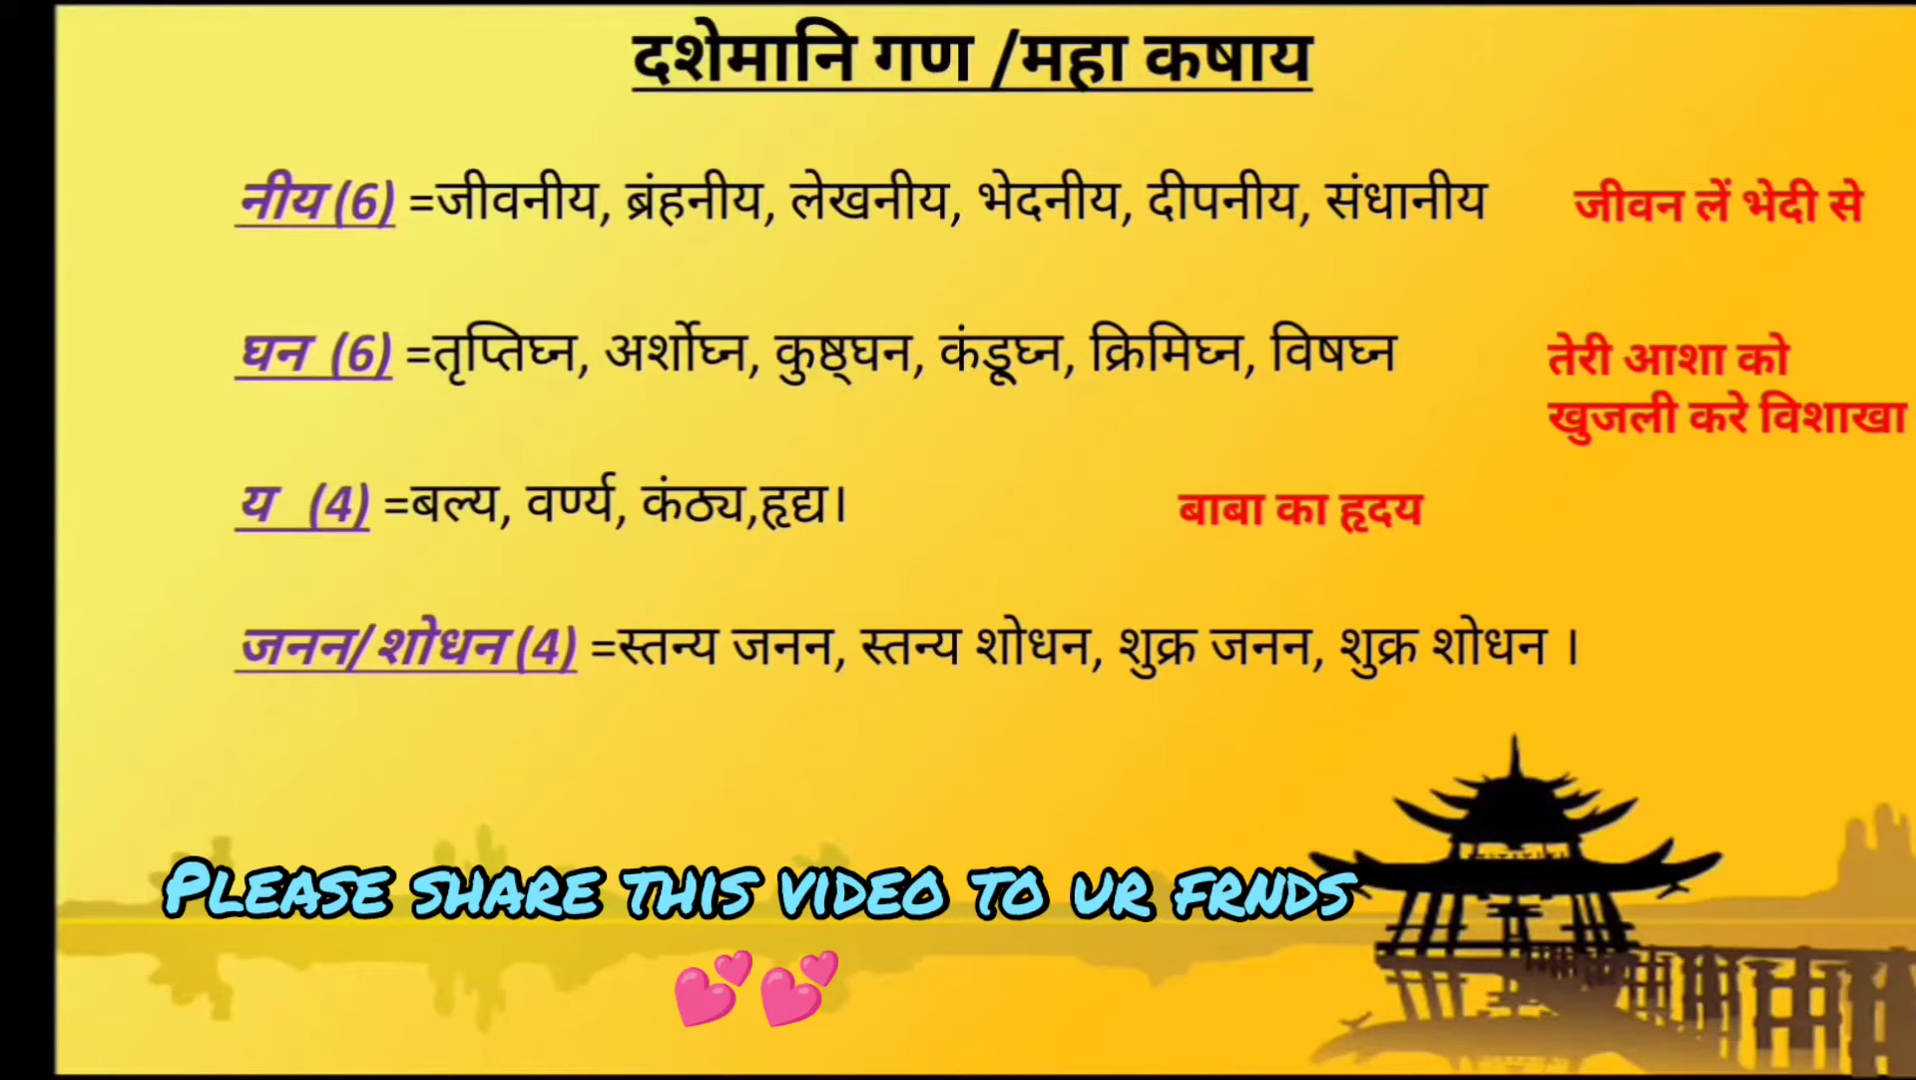 दशेमानि गण /महा कषाय
नीय (6) =जीवनीय, ब्रंहनीय, लेखनीय, भेदनीय, दीपनीय, संधानीय जीवन लें भेदी से
घन (6) =तृप्तिघ्न, अर्शोघ्न, कुष्ठ्घन, कंडूघ्न, क्रिमिघ्न, विषघ्न तेरी आशा को
खुजली करे विशाखा
य (4) =बल्य, वर्ण्य, कंठ्य,हृद्य। बाबा का हृदय
जनन/शोधन (4) =स्तन्य जनन, स्तन्य शोधन, शुक्र जनन, शुक्र शोधन ।
PLEASE SHARE THIS VIDEO TO UR FRNDS
💕💕